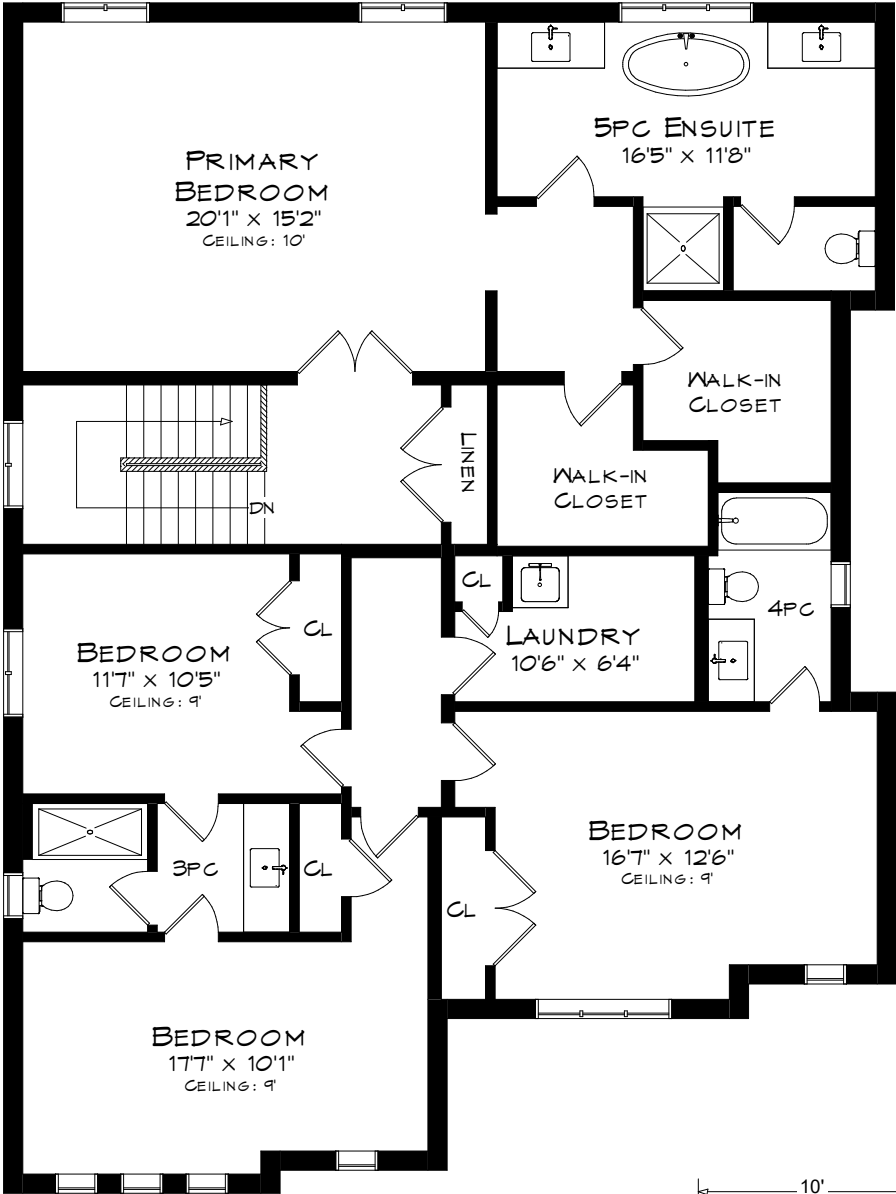 PRIMARY
BEDROOM
20'1" x 15'2"
CEILING: 10'
5PC ENSUITE
16'5" x 11'8"
WALK-IN
CLOSET
LINEN
WALK-IN
CLOSET
DN
CL
BEDROOM
11'7" x 10'5"
CEILING: 9'
CL
LAUNDRY
10'6" x 6'4"
4PC
3PC
CL
BEDROOM
16'7" x 12'6"
CEILING: 9'
CL
BEDROOM
17'7" x 10'1"
CEILING: 9'
10'